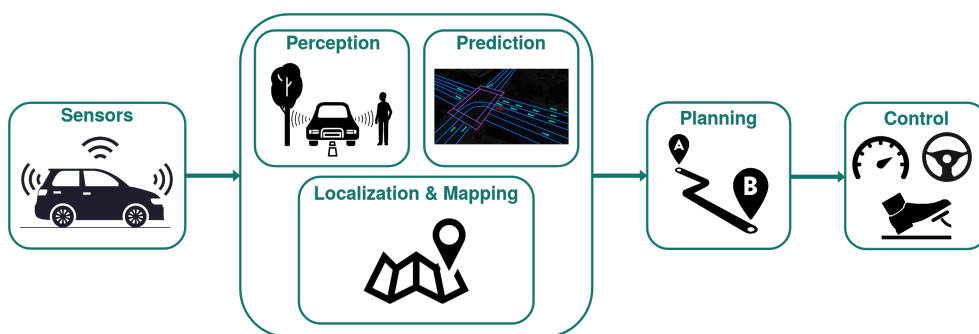 Sensors
Perception
Prediction
Localization & Mapping
Planning
A
B
Control